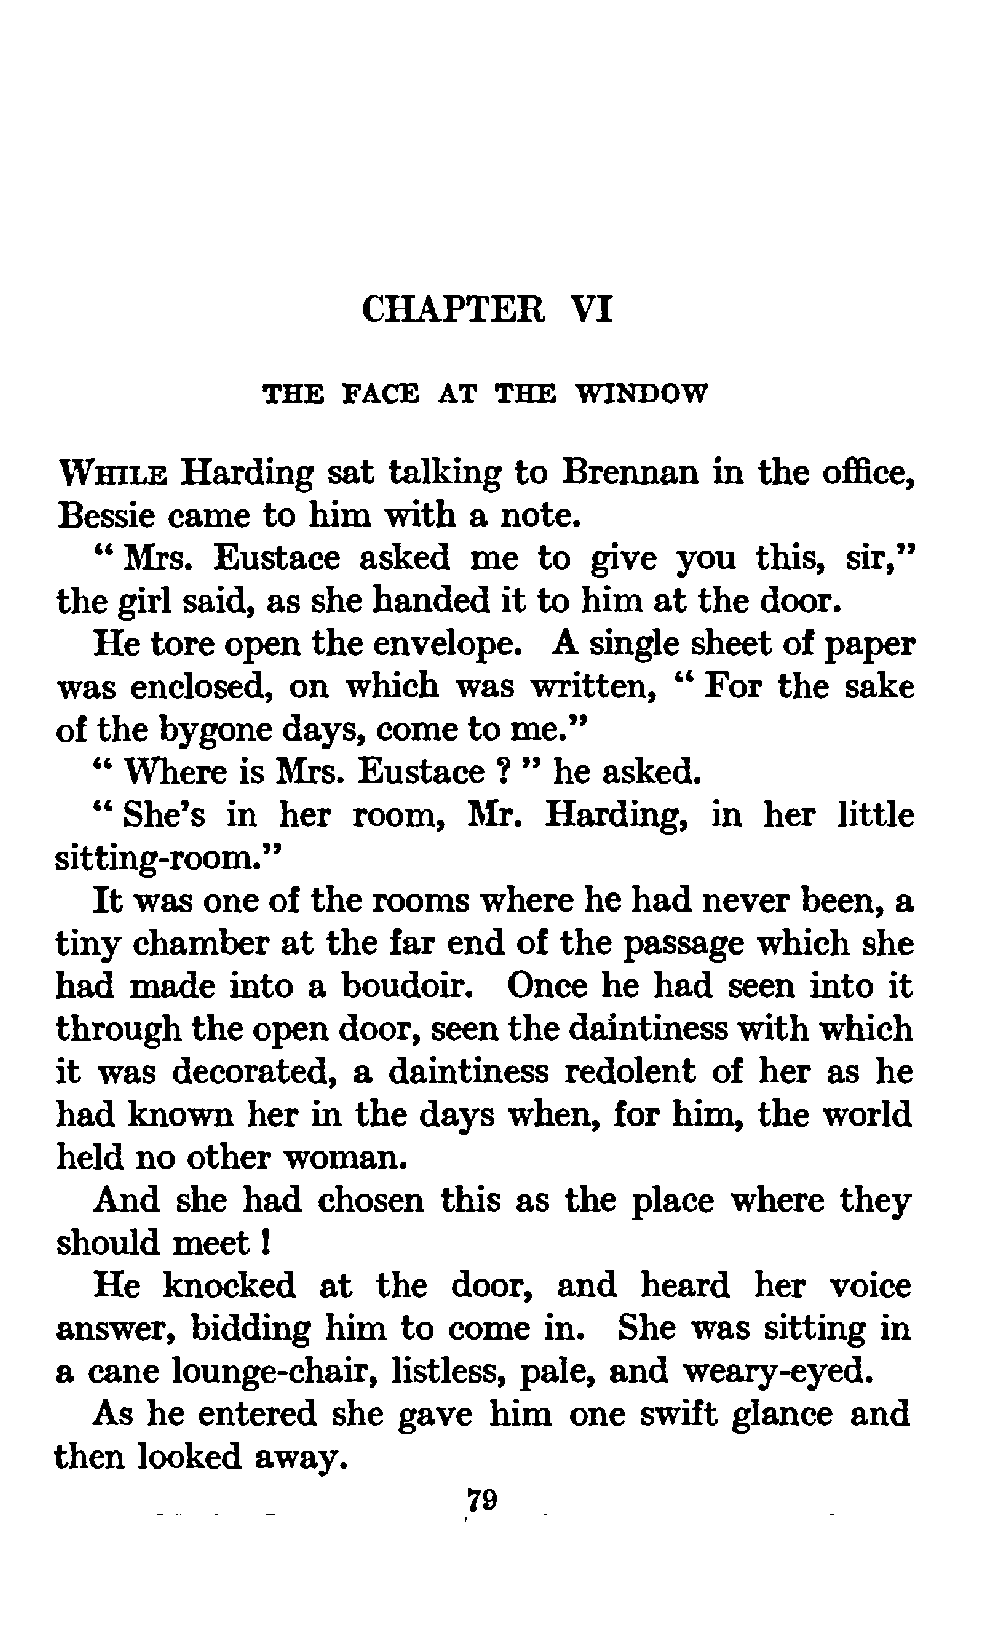 CHAPTER VI
THE FACE AT THE WINDOW
WHILE Harding sat talking to Brennan in the office,
Bessie came to him with a note.
“ Mrs. Eustace asked me to give you this, sir,”
the girl said, as she handed it to him at the door.
He tore open the envelope. A single sheet of paper
was enclosed, on which was written, “ For the sake
of the bygone days, come to me.”
“ Where is Mrs. Eustace ? ” he asked.
“ She’s in her room, Mr. Harding, in her little
sitting-room.”
It was one of the rooms where he had never been, a
tiny chamber at the far end of the passage which she
had made into a boudoir. Once he had seen into it
through the open door, seen the daintiness with which
it was decorated, a daintiness redolent of her as he
had known her in the days when, for him, the world
held no other woman.
And she had chosen this as the place where they
should meet !
He knocked at the door, and heard her voice
answer, bidding him to come in. She was sitting in
a cane lounge-chair, listless, pale, and weary-eyed.
As he entered she gave him one swift glance and
then looked away.
79